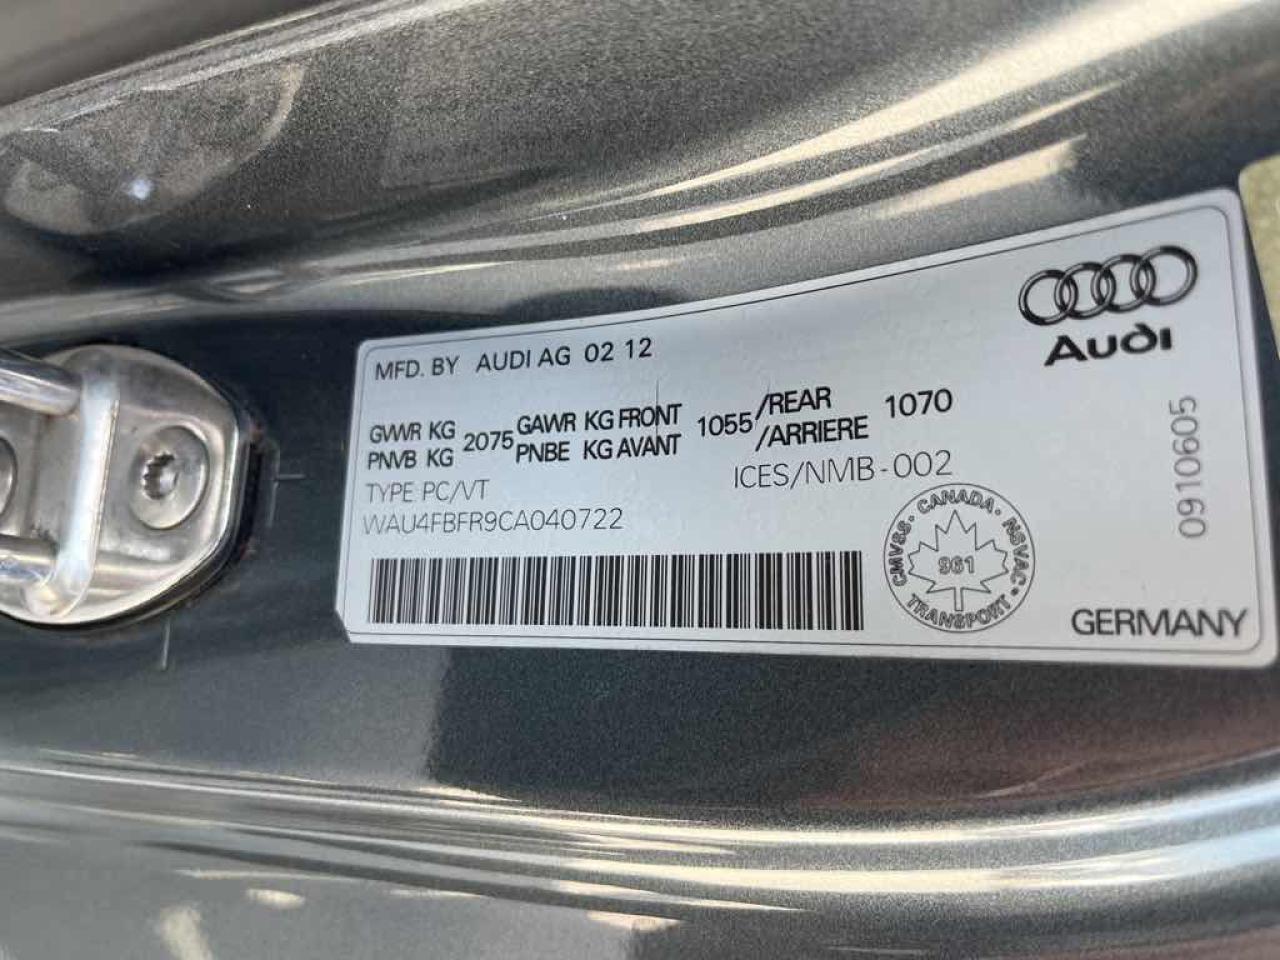 Audi
MFD. BY AUDI AG 02 12
GWR KG 2075 GAWR KG FRONT 1055 /REAR 1070
PNVB KG PNBE KG AVANT /ARRIERE
TYPE: PC/VT
ICES/NMB-002
WAU4FBFR9CA040722
CANADA · NSVAC · TRANSPORT · CMVSS ·
961
GERMANY
0910605